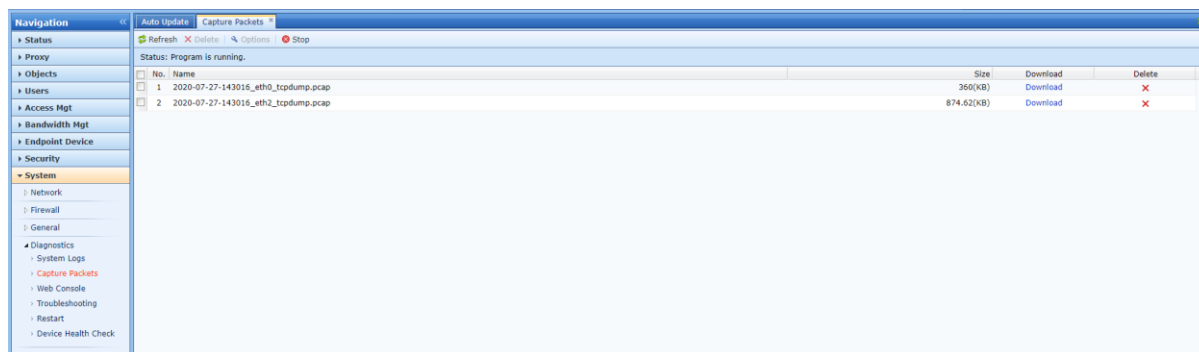 Navigation «
Auto Update Capture Packets ×
Status
Refresh Delete Options Stop
Proxy
Status: Program is running.
Objects
No. Name Size Download Delete
Users
1 2020-07-27-143016_eth0_tcpdump.pcap 360(KB) Download
Access Mgt
2 2020-07-27-143016_eth2_tcpdump.pcap 874.62(KB) Download
Bandwidth Mgt
Endpoint Device
Security
System
Network
Firewall
General
Diagnostics
System Logs
Capture Packets
Web Console
Troubleshooting
Restart
Device Health Check